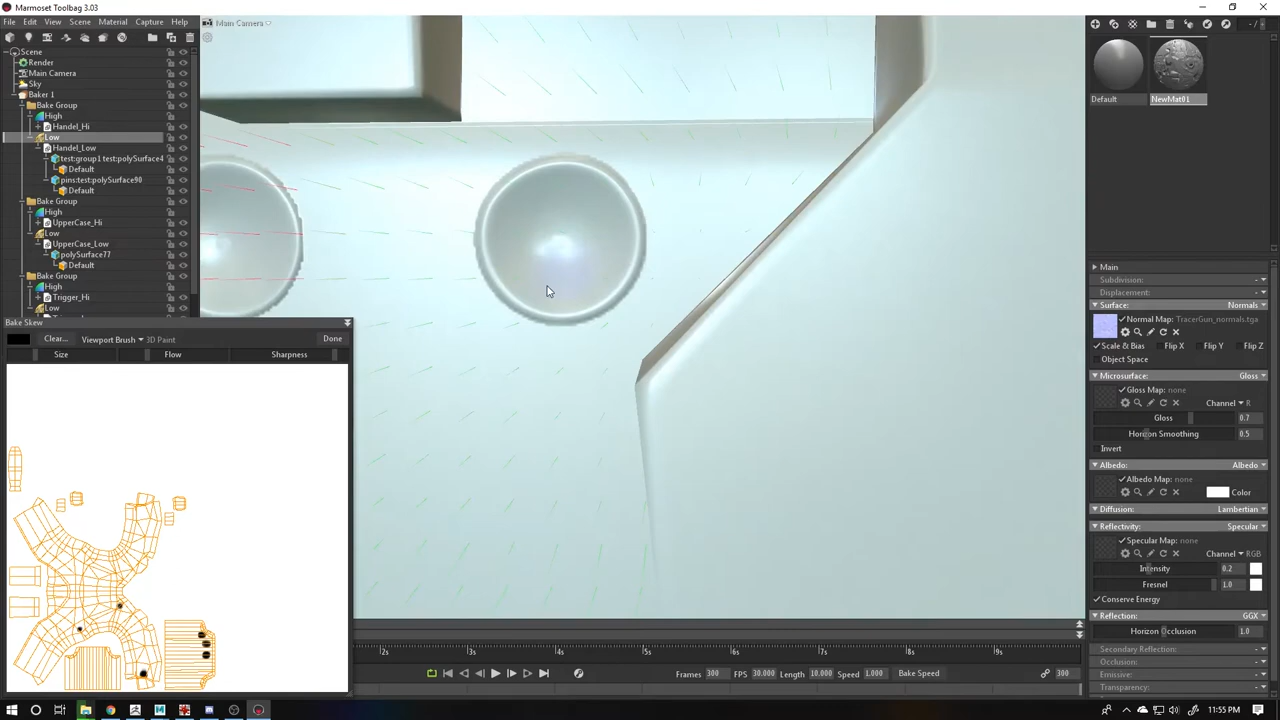 Marmoset Toolbag 3.03
File Edit View Scene Material Capture Help
Main Camera
Scene
Render
Main Camera
Sky
Baker 1
Bake Group
High
Handel_Hi
Low
Handel_Low
test:group1 test:polySurface4
Default
pins:test:polySurface90
Default
Bake Group
High
UpperCase_Hi
Low
UpperCase_Low
polySurface77
Default
Bake Group
High
Trigger_Hi
Low
Bake Skew
Clear... Viewport Brush 3D Paint Done
Size Flow Sharpness
- / -
Default NewMat01
Main
Subdivision:
Displacement:
Surface: Normals
Normal Map: TracerGun_normals.tga
Scale & Bias Flip X Flip Y Flip Z
Object Space
Microsurface: Gloss
Gloss Map: none
Channel R
Gloss 0.7
Horizon Smoothing 0.5
Invert
Albedo: Albedo
Albedo Map: none
Color
Diffusion: Lambertian
Reflectivity: Specular
Specular Map: none
Channel RGB
Intensity 0.2
Fresnel 1.0
Conserve Energy
Reflection: GGX
Horizon Occlusion 1.0
Secondary Reflection:
Occlusion:
Emissive:
Transparency:
2s 3s 4s 5s 6s 7s 8s 9s
Frames 300 FPS 30.000 Length 10.000 Speed 1.000 Bake Speed 300
11:55 PM